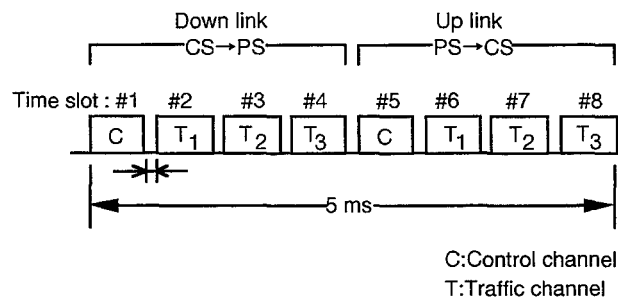 Down link
CS→PS
Up link
PS→CS
Time slot : #1 #2 #3 #4 #5 #6 #7 #8
C T1 T2 T3 C T1 T2 T3
5 ms
C:Control channel
T:Traffic channel